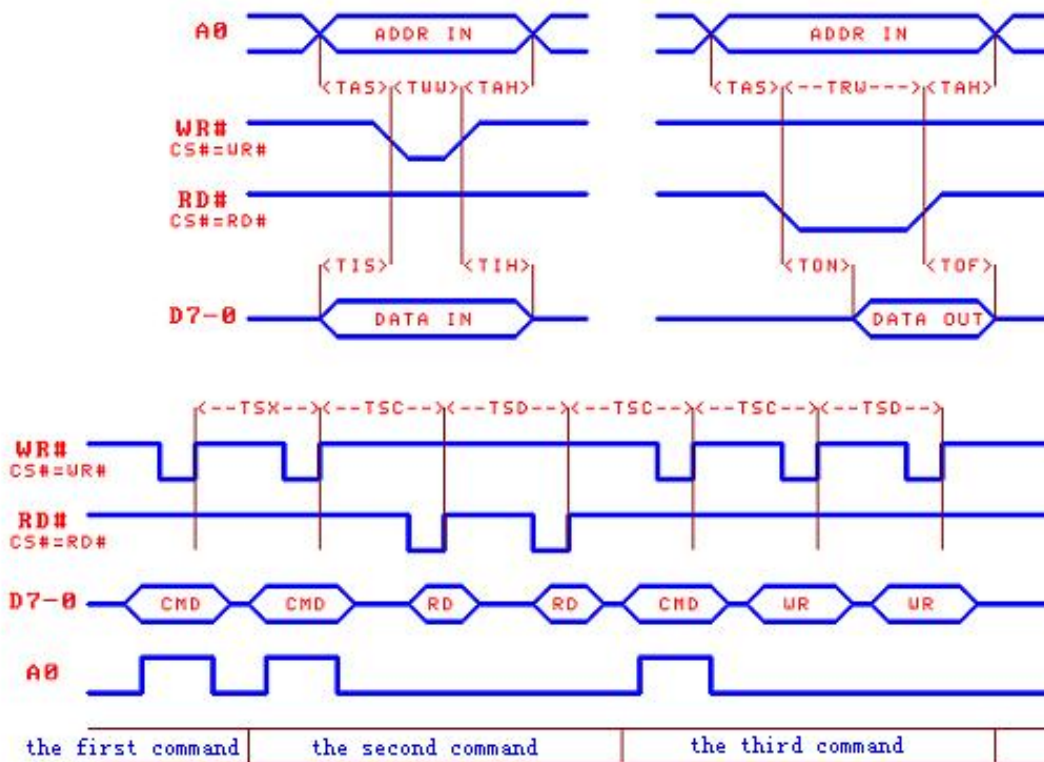 A0 ADDR IN ADDR IN
<TAS> <TWW> <TAH> <TAS> <--TRW---> <TAH>
WR#
CS#=WR#
RD#
CS#=RD#
<TIS> <TIH> <TON> <TOF>
D7-0 DATA IN DATA OUT
<--TSX--> <--TSC--> <--TSD--> <--TSC--> <--TSC--> <--TSD-->
WR#
CS#=WR#
RD#
CS#=RD#
D7-0 CMD CMD RD RD CMD WR WR
A0
the first command the second command the third command